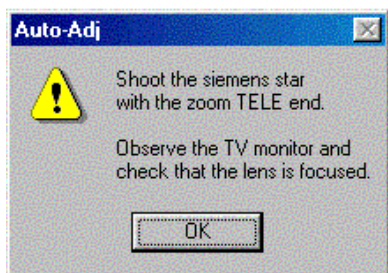 Auto-Adj
Shoot the siemens star
with the zoom TELE end.
Observe the TV monitor and
check that the lens is focused.
OK